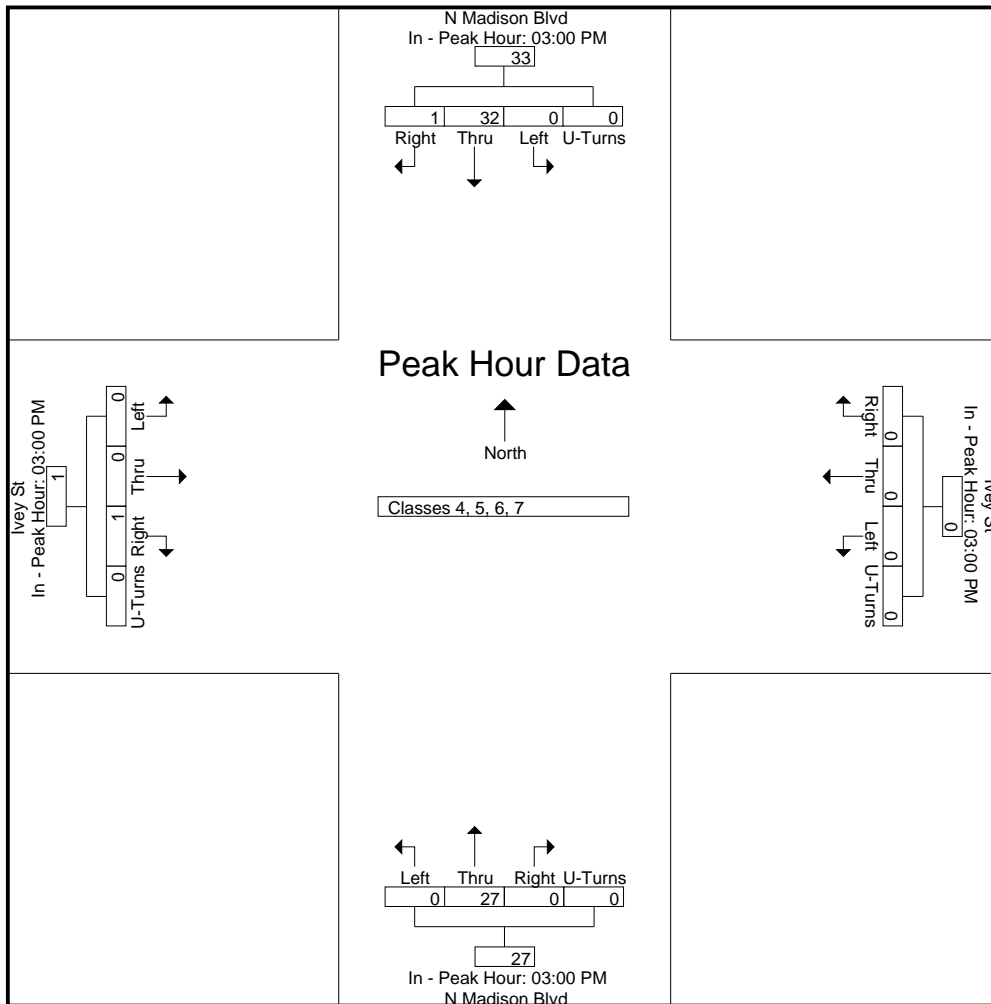 N Madison Blvd
In - Peak Hour: 03:00 PM
33
1 32 0 0
Right Thru Left U-Turns
Peak Hour Data
North
Classes 4, 5, 6, 7
Ivey St
In - Peak Hour: 03:00 PM
1
0 0 1 0
Left Thru Right U-Turns
Right Thru Left U-Turns
0 0 0 0
0
In - Peak Hour: 03:00 PM
Ivey St
Left Thru Right U-Turns
0 27 0 0
27
In - Peak Hour: 03:00 PM
N Madison Blvd